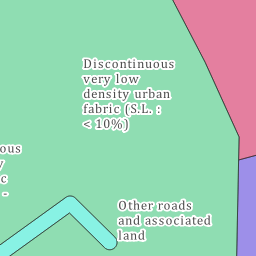 Discontinuous
very low
density urban
fabric (S.L. :
< 10%)
ous
y
c
-
Other roads
and associated
land